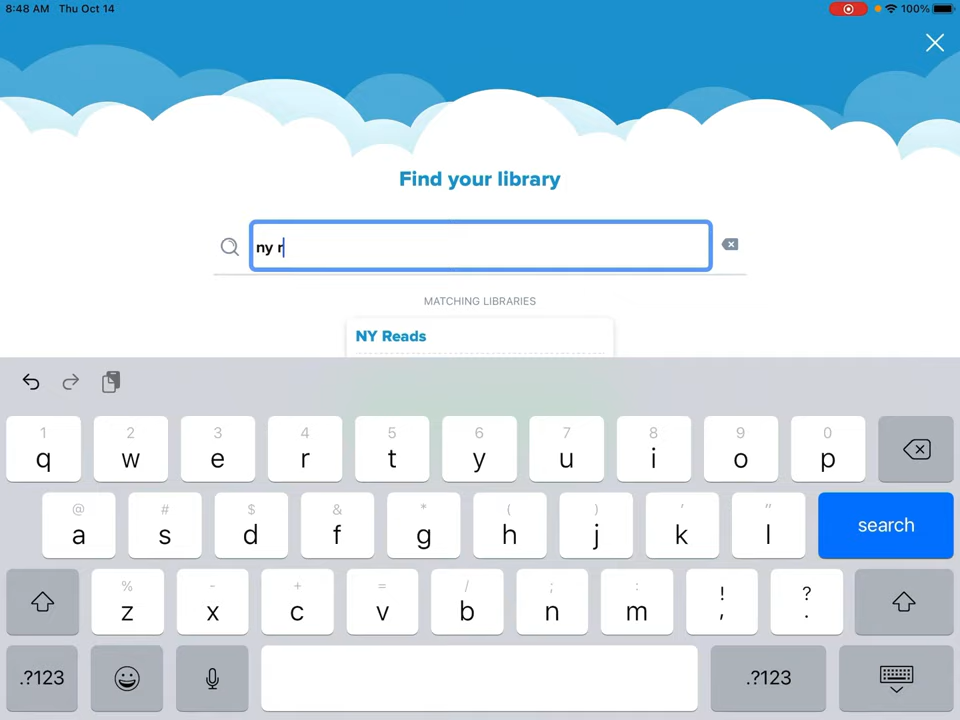 8:48 AM Thu Oct 14 100%
Find your library
ny r
MATCHING LIBRARIES
NY Reads
1 2 3 4 5 6 7 8 9 0
q w e r t y u i o p
@ # $ & * ( ) ' "
a s d f g h j k l search
% - + = / ; : ! ?
z x c v b n m , .
.?123 .?123